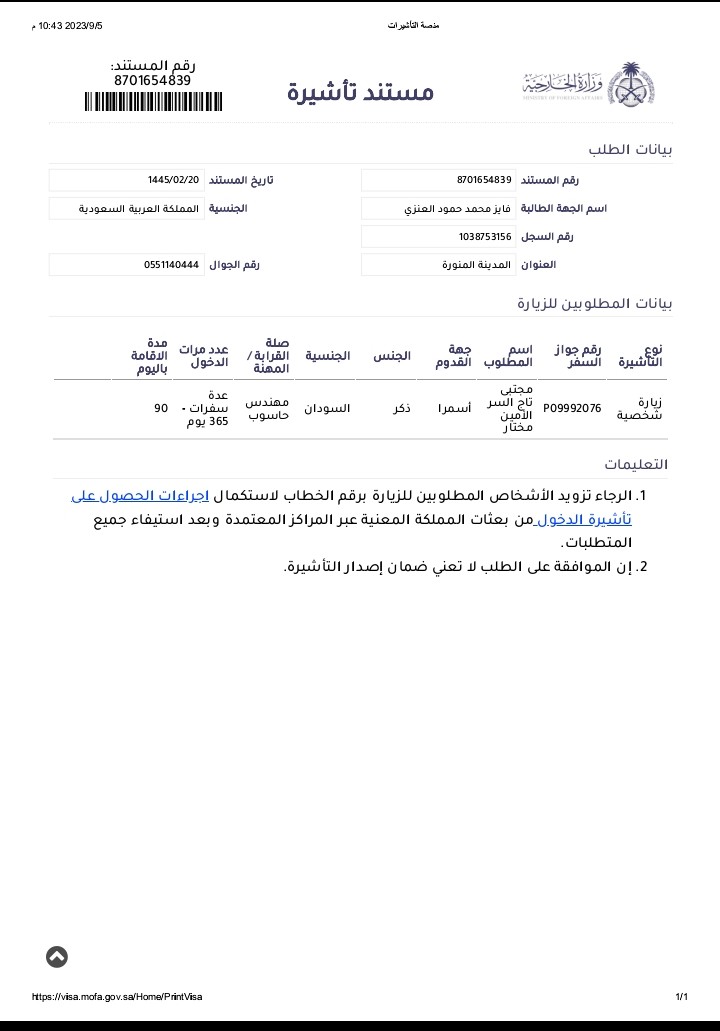 10:43 2023/9/5 م
منصة التأشيرات
رقم المستند:
8701654839
مستند تأشيرة
وزارة الخارجية
MINISTRY OF FOREIGN AFFAIRS
بيانات الطلب
رقم المستند 8701654839
تاريخ المستند 1445/02/20
اسم الجهة الطالبة فايز محمد حمود العنزي
الجنسية المملكة العربية السعودية
رقم السجل 1038753156
العنوان المدينة المنورة
رقم الجوال 0551140444
بيانات المطلوبين للزيارة
نوع التأشيرة
رقم جواز السفر
اسم المطلوب
جهة القدوم
الجنس
الجنسية
صلة القرابة / المهنة
عدد مرات الدخول
مدة الاقامة باليوم
زيارة شخصية
P09992076
مجتبى تاج السر الأمين مختار
أسمرا
ذكر
السودان
مهندس حاسوب
عدة سفرات - 365 يوم
90
التعليمات
1. الرجاء تزويد الأشخاص المطلوبين للزيارة برقم الخطاب لاستكمال اجراءات الحصول على
تأشيرة الدخول من بعثات المملكة المعنية عبر المراكز المعتمدة وبعد استيفاء جميع
المتطلبات.
2. إن الموافقة على الطلب لا تعني ضمان إصدار التأشيرة.
https://visa.mofa.gov.sa/Home/PrintVisa
1/1